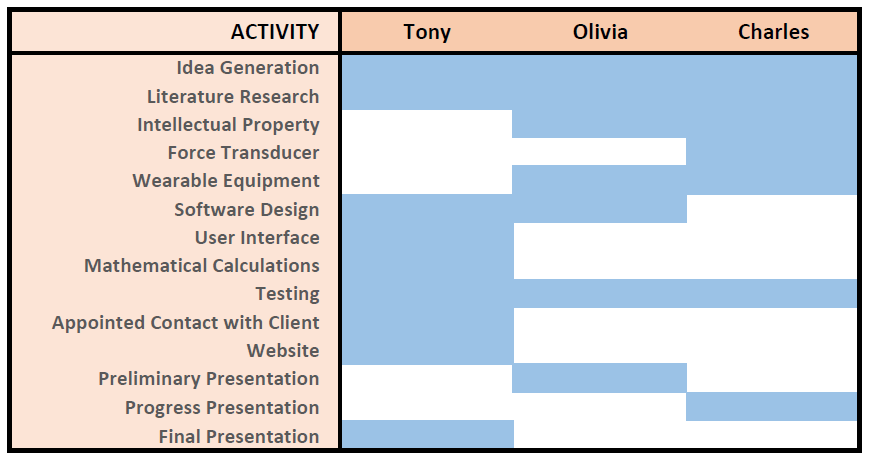 ACTIVITY Tony Olivia Charles
Idea Generation
Literature Research
Intellectual Property
Force Transducer
Wearable Equipment
Software Design
User Interface
Mathematical Calculations
Testing
Appointed Contact with Client
Website
Preliminary Presentation
Progress Presentation
Final Presentation